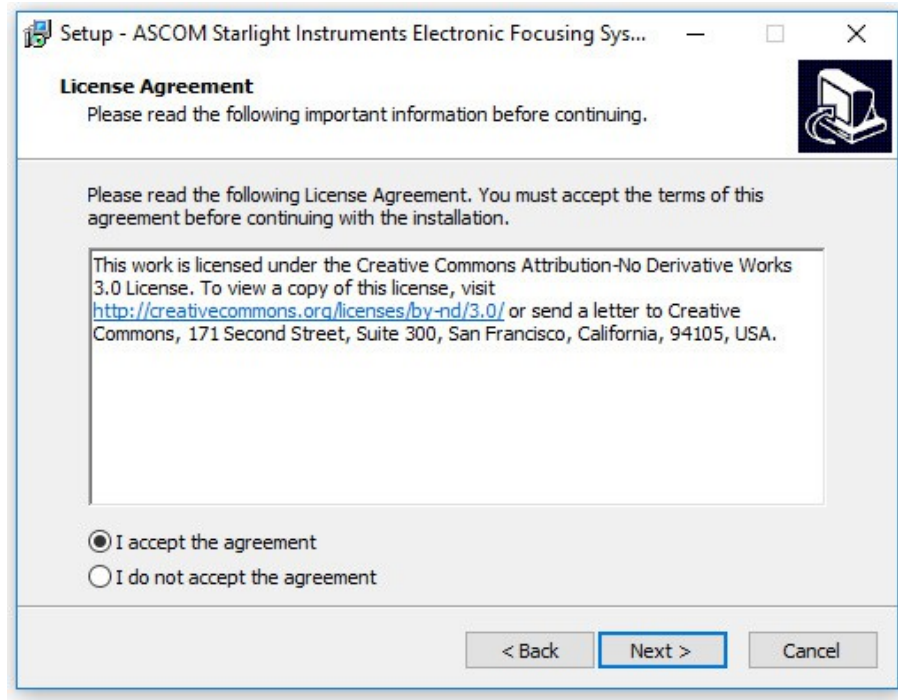 Setup - ASCOM Starlight Instruments Electronic Focusing Sys...
License Agreement
Please read the following important information before continuing.
Please read the following License Agreement. You must accept the terms of this
agreement before continuing with the installation.
This work is licensed under the Creative Commons Attribution-No Derivative Works
3.0 License. To view a copy of this license, visit
http://creativecommons.org/licenses/by-nd/3.0/ or send a letter to Creative
Commons, 171 Second Street, Suite 300, San Francisco, California, 94105, USA.
I accept the agreement
I do not accept the agreement
< Back Next > Cancel